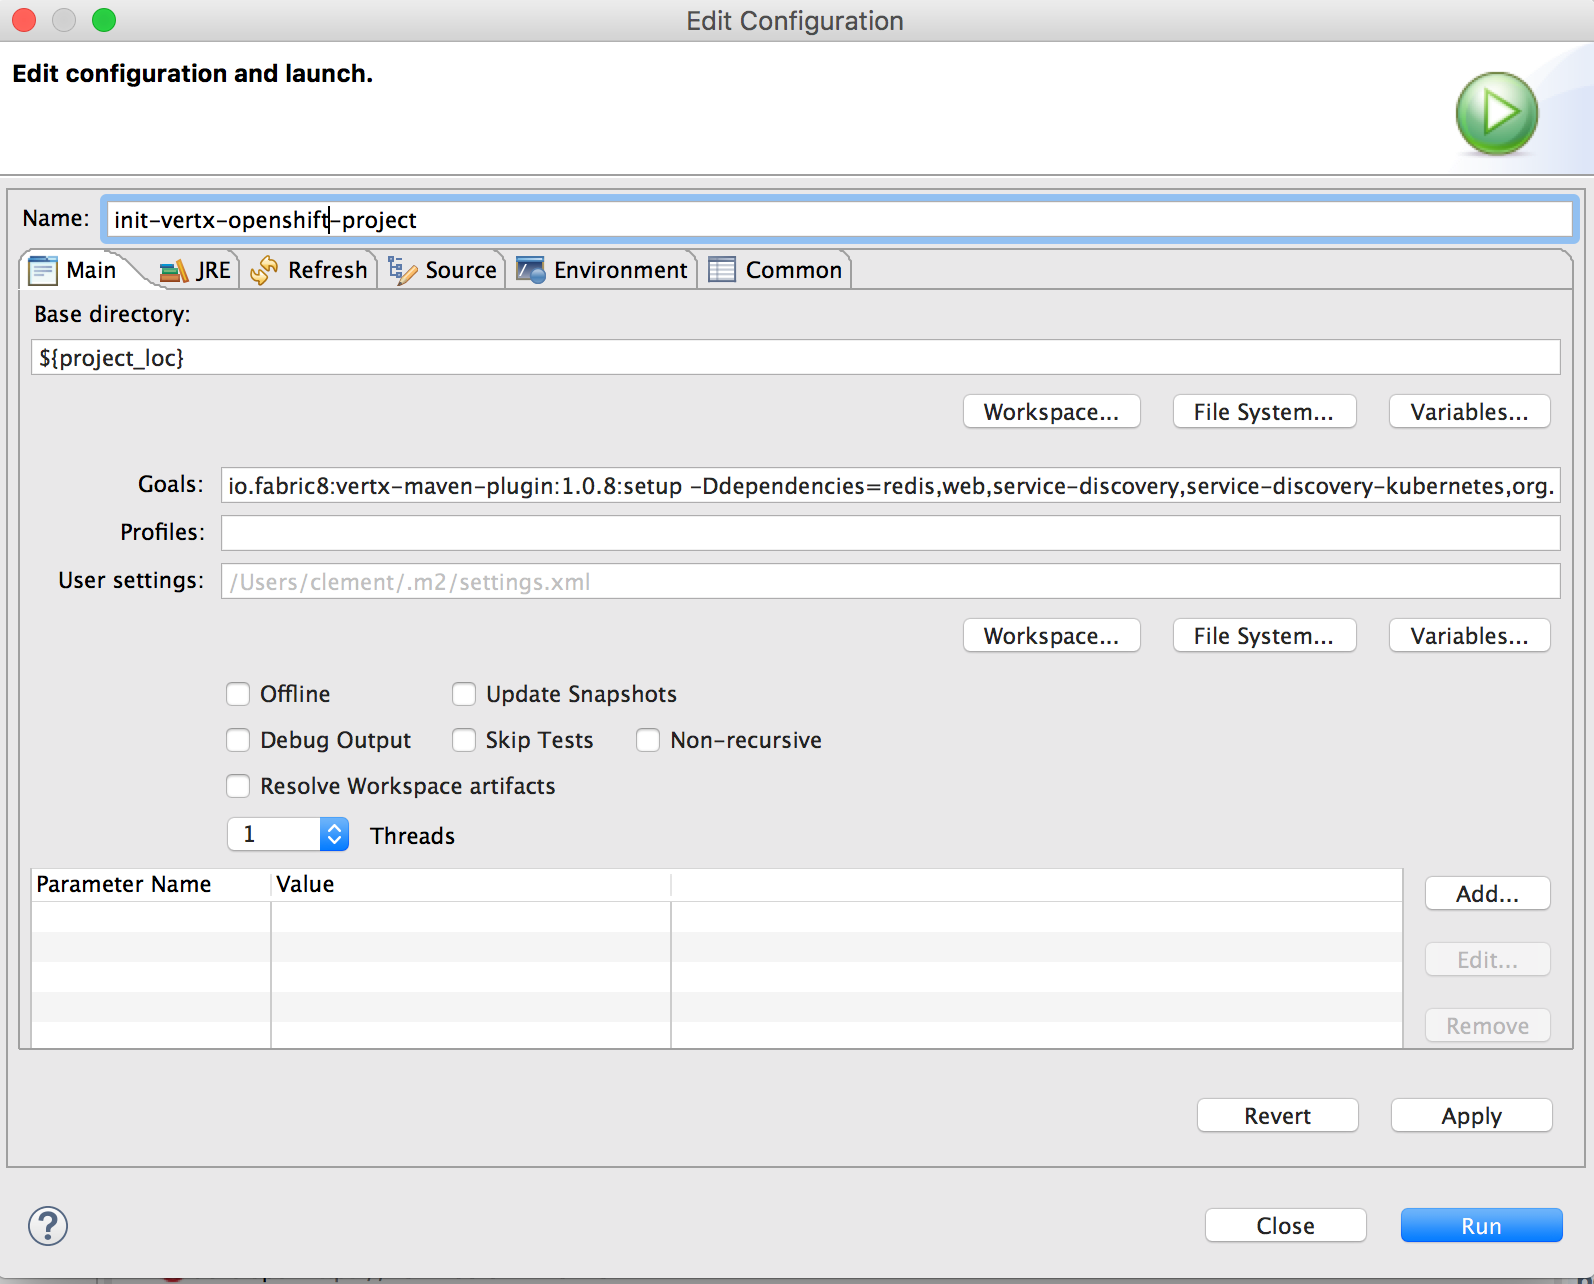 Edit Configuration
Edit configuration and launch.
Name: init-vertx-openshift-project
Main JRE Refresh Source Environment Common
Base directory:
${project_loc}
Workspace... File System... Variables...
Goals: io.fabric8:vertx-maven-plugin:1.0.8:setup -Ddependencies=redis,web,service-discovery,service-discovery-kubernetes,org.
Profiles:
User settings: /Users/clement/.m2/settings.xml
Workspace... File System... Variables...
Offline Update Snapshots
Debug Output Skip Tests Non-recursive
Resolve Workspace artifacts
1 Threads
Parameter Name Value
Add...
Edit...
Remove
Revert Apply
? Close Run